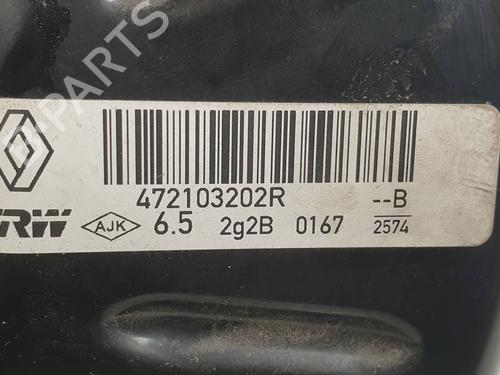 472103202R --B
TRW AJK 6.5 2g2B 0167 2574
B-PARTS